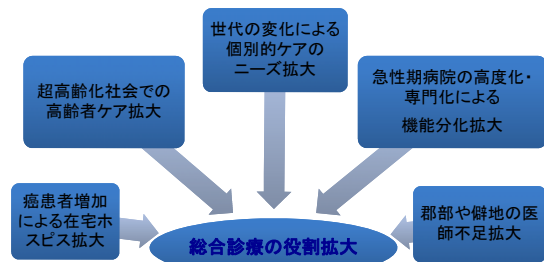 世代の変化による
個別的ケアの
ニーズ拡大
超高齢化社会での
高齢者ケア拡大
急性期病院の高度化・
専門化による
機能分化拡大
癌患者増加
による在宅ホ
スピス拡大
総合診療の役割拡大
郡部や僻地の医
師不足拡大